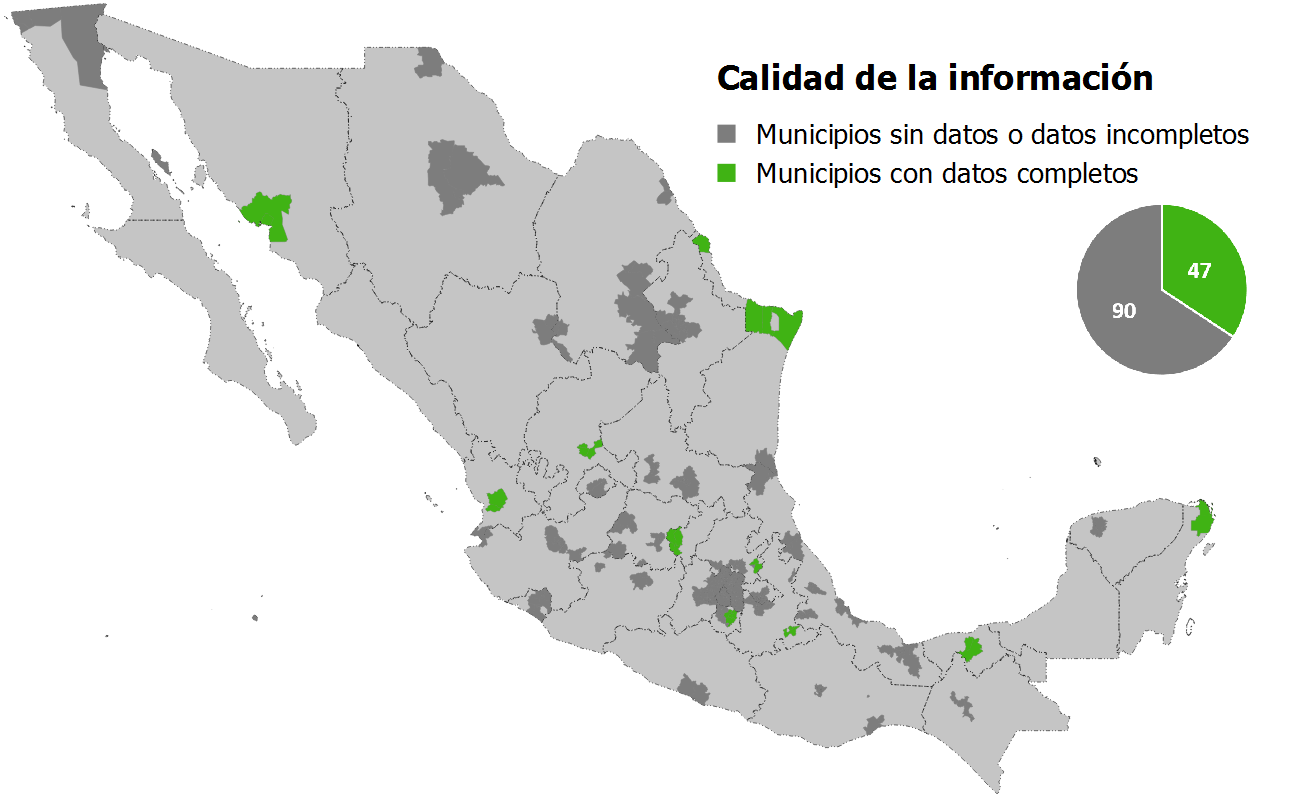 Calidad de la información
Municipios sin datos o datos incompletos
Municipios con datos completos
47
90